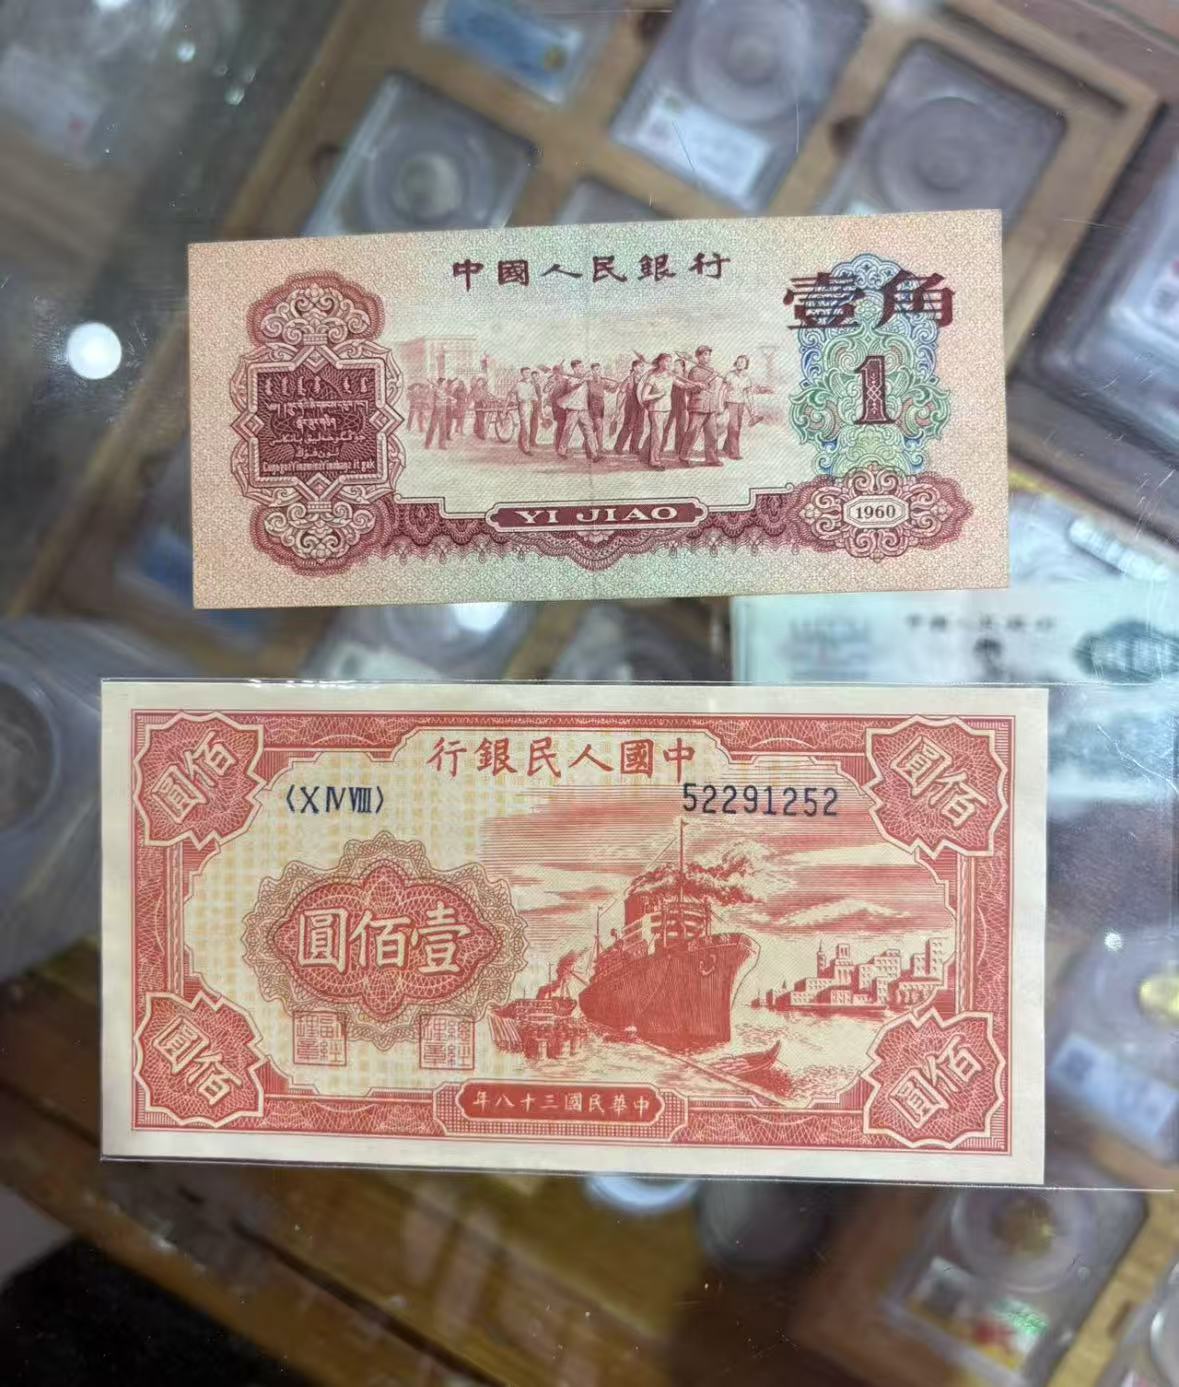 中國人民銀行
壹角
1
YI JIAO
1960
行銀民人國中
〈X IV VIII〉
52291252
圓佰
圓佰
圓佰壹
圓佰
圓佰
年八十三國民華中